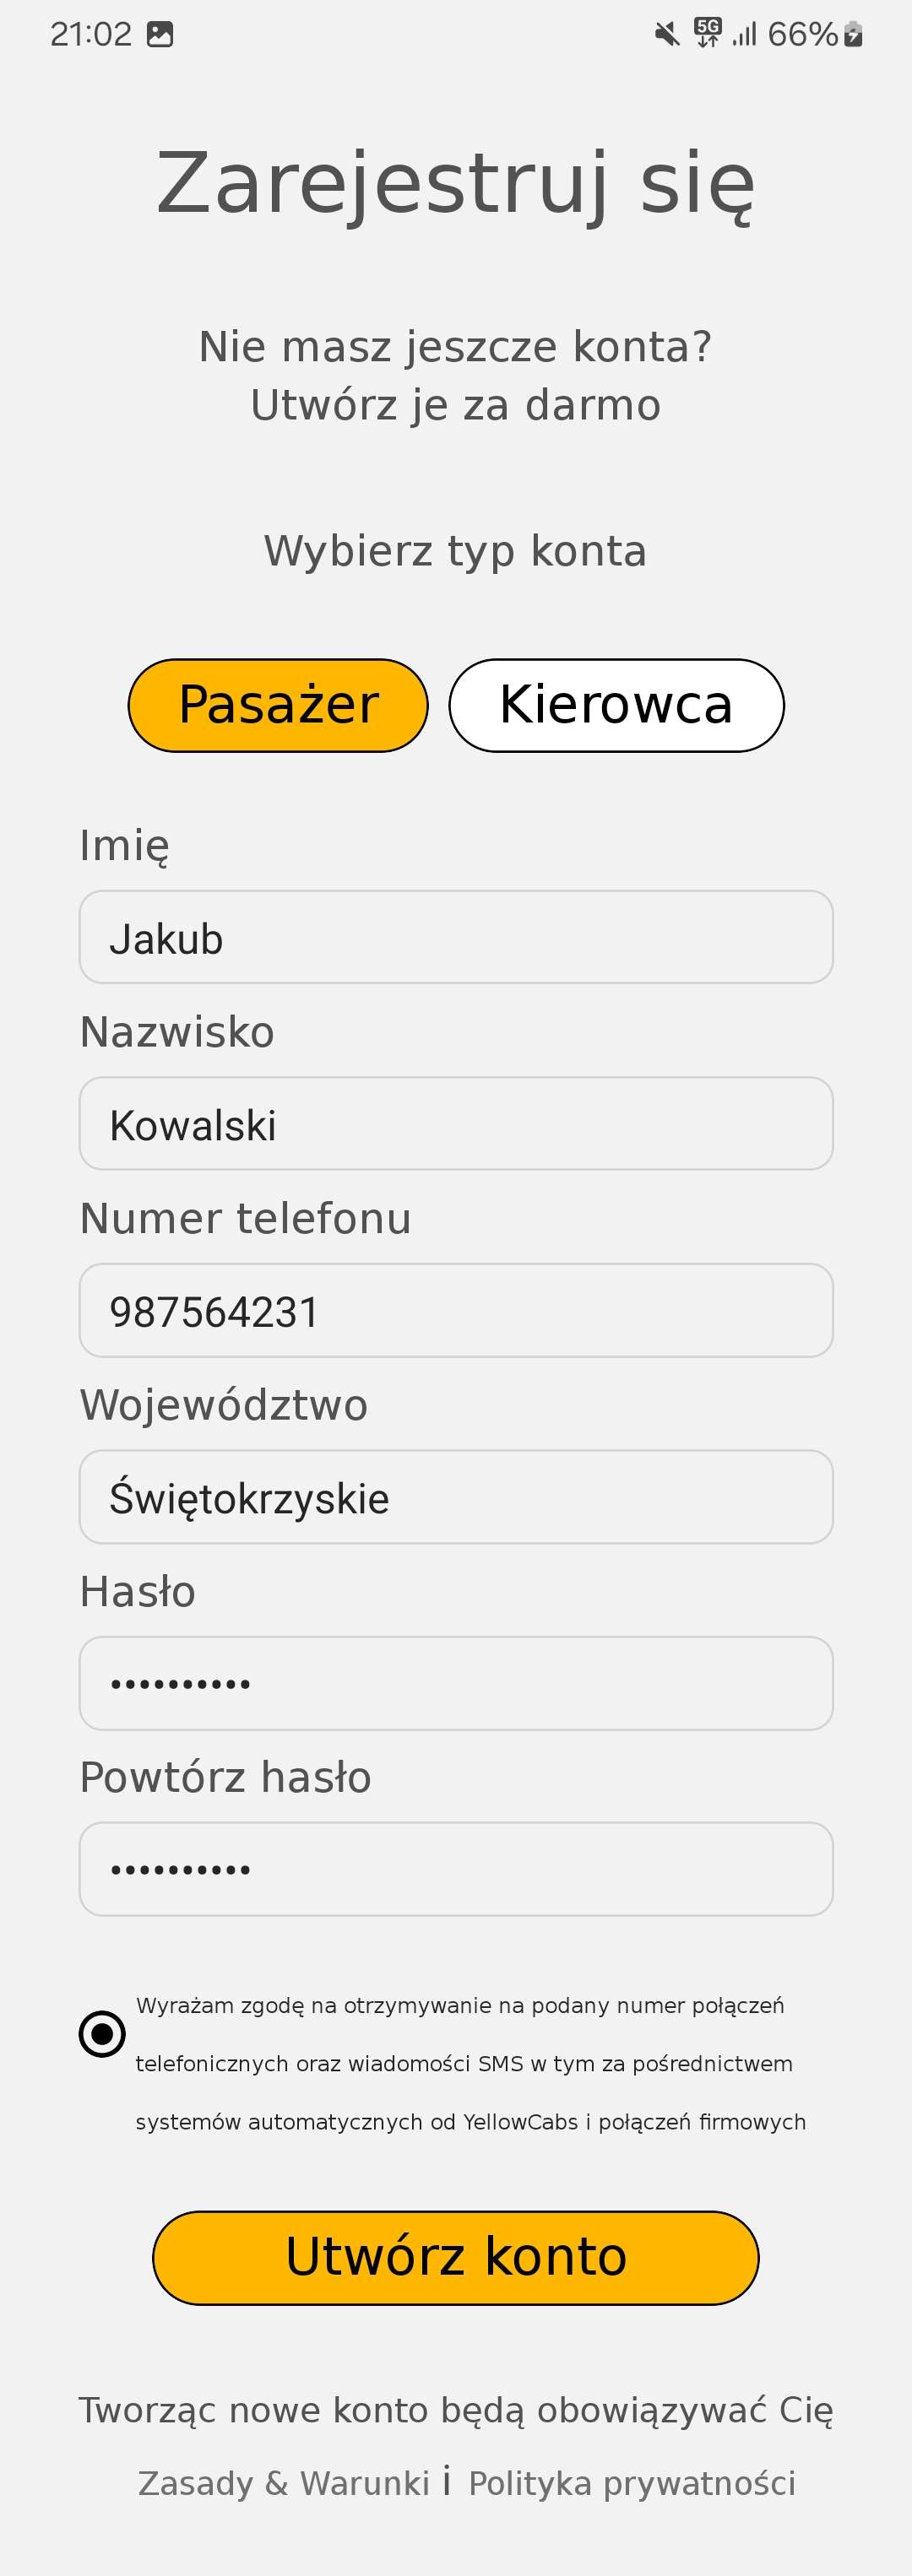 21:02
5G
66%
Zarejestruj się
Nie masz jeszcze konta?
Utwórz je za darmo
Wybierz typ konta
Pasażer Kierowca
Imię
Jakub
Nazwisko
Kowalski
Numer telefonu
987564231
Województwo
Świętokrzyskie
Hasło
••••••••••
Powtórz hasło
••••••••••
Wyrażam zgodę na otrzymywanie na podany numer połączeń
telefonicznych oraz wiadomości SMS w tym za pośrednictwem
systemów automatycznych od YellowCabs i połączeń firmowych
Utwórz konto
Tworząc nowe konto będą obowiązywać Cię
Zasady & Warunki i Polityka prywatności